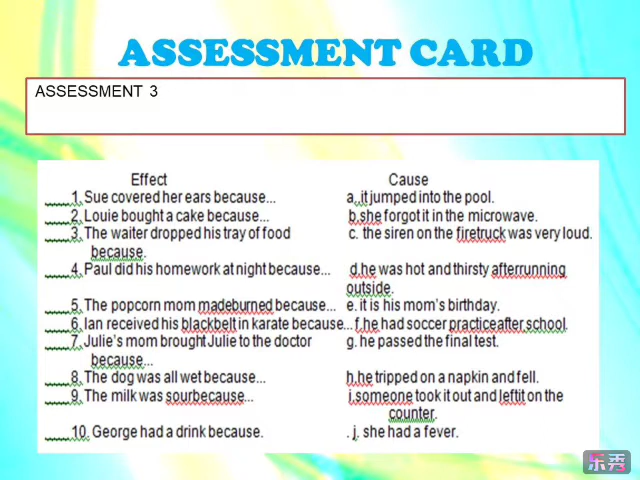 ASSESSMENT CARD
ASSESSMENT 3
Effect Cause
1. Sue covered her ears because... a. it jumped into the pool.
2. Louie bought a cake because... b.she forgot it in the microwave.
3. The waiter dropped his tray of food c. the siren on the firetruck was very loud.
because.
4. Paul did his homework at night because... d.he was hot and thirsty afterrunning
outside.
5. The popcorn mom madeburned because... e. it is his mom's birthday.
6. Ian received his blackbelt in karate because... f.he had soccer practiceafter school.
7. Julie's mom brought Julie to the doctor g. he passed the final test.
because...
8. The dog was all wet because... h.he tripped on a napkin and fell.
9. The milk was sourbecause... i.someone took it out and leftit on the
counter.
10. George had a drink because. . j. she had a fever.
乐秀